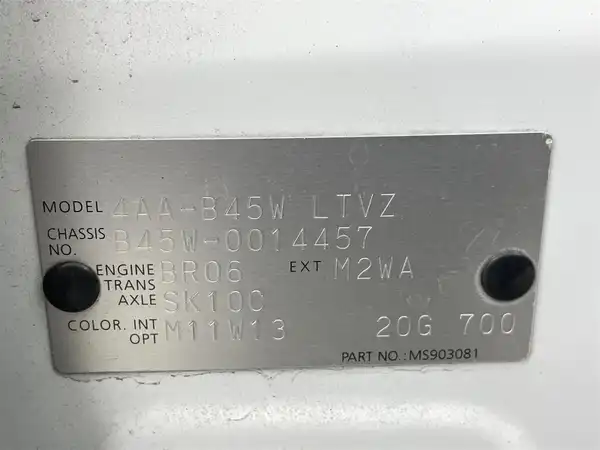 MODEL 4AA-B45W LTVZ
CHASSIS NO. B45W-0014457
ENGINE BR06 EXT M2WA
TRANS AXLE SK10C
COLOR. INT OPT M11W13 20G 700
PART NO.: MS903081